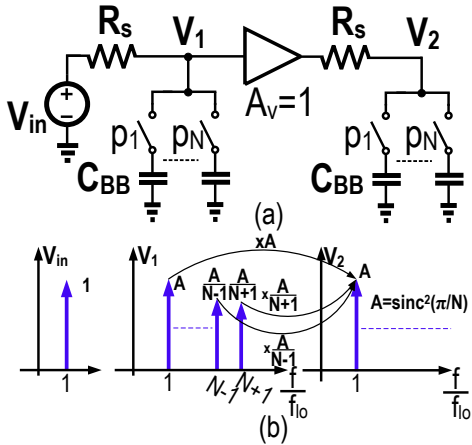 Rs V1 Rs V2
Vin
Av=1
p1 pN p1 pN
CBB CBB
(a)
Vin V1 V2
1 A xA A
A/N-1 A/N+1 x A/N+1
A=sinc²(π/N)
x A/N-1
1 1 N-1 N+1 f/flo 1 f/flo
(b)